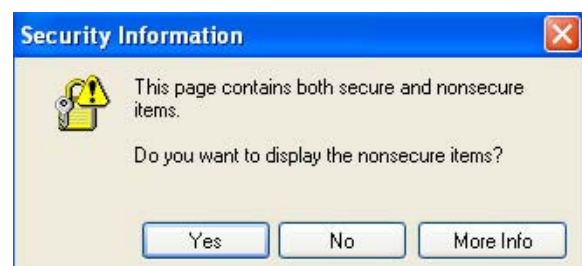 Security Information
This page contains both secure and nonsecure
items.
Do you want to display the nonsecure items?
Yes No More Info